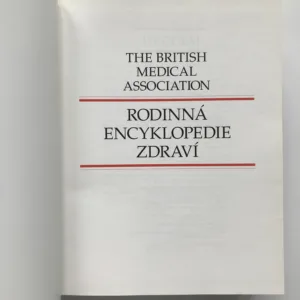 THE BRITISH
MEDICAL
ASSOCIATION
RODINNÁ
ENCYKLOPEDIE
ZDRAVÍ